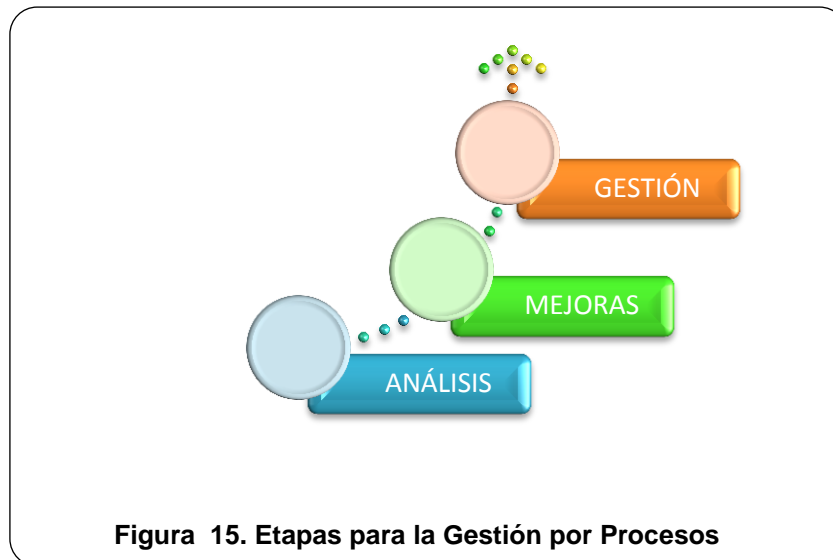 GESTIÓN
MEJORAS
ANÁLISIS
Figura 15. Etapas para la Gestión por Procesos